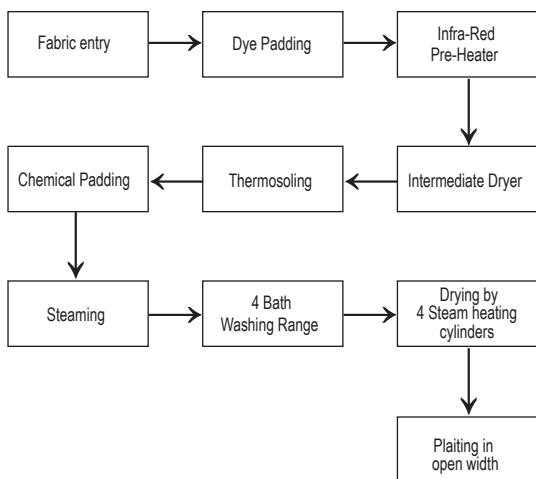 Fabric entry
Dye Padding
Infra-Red
Pre-Heater
Chemical Padding
Thermosoling
Intermediate Dryer
Steaming
4 Bath
Washing Range
Drying by
4 Steam heating
cylinders
Plaiting in
open width